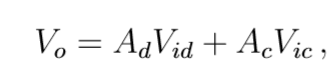 V_o = A_d V_{id} + A_c V_{ic} ,